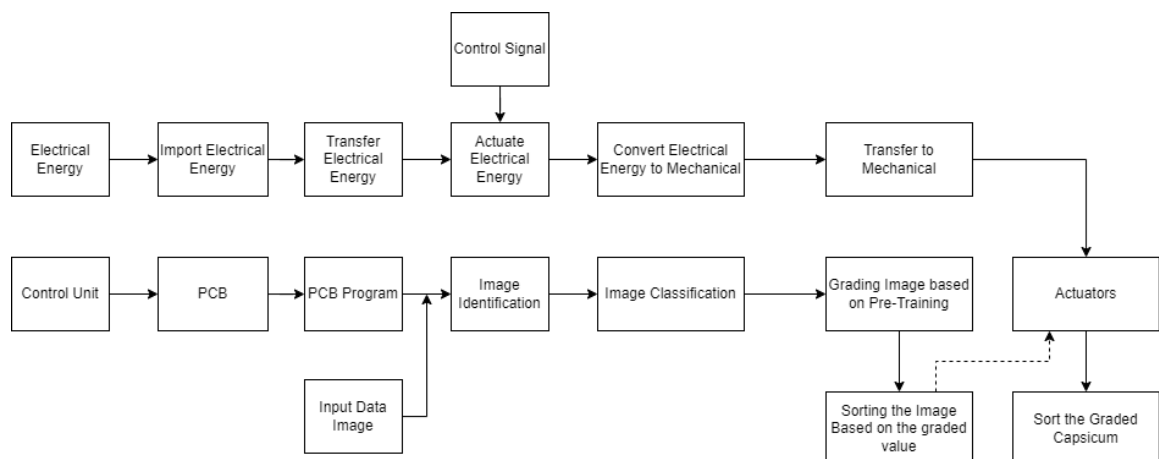 Control Signal
Electrical
Energy
Import Electrical
Energy
Transfer
Electrical
Energy
Actuate
Electrical
Energy
Convert Electrical
Energy to Mechanical
Transfer to
Mechanical
Control Unit
PCB
PCB Program
Image
Identification
Image Classification
Grading Image based
on Pre-Training
Actuators
Input Data
Image
Sorting the Image
Based on the graded
value
Sort the Graded
Capsicum